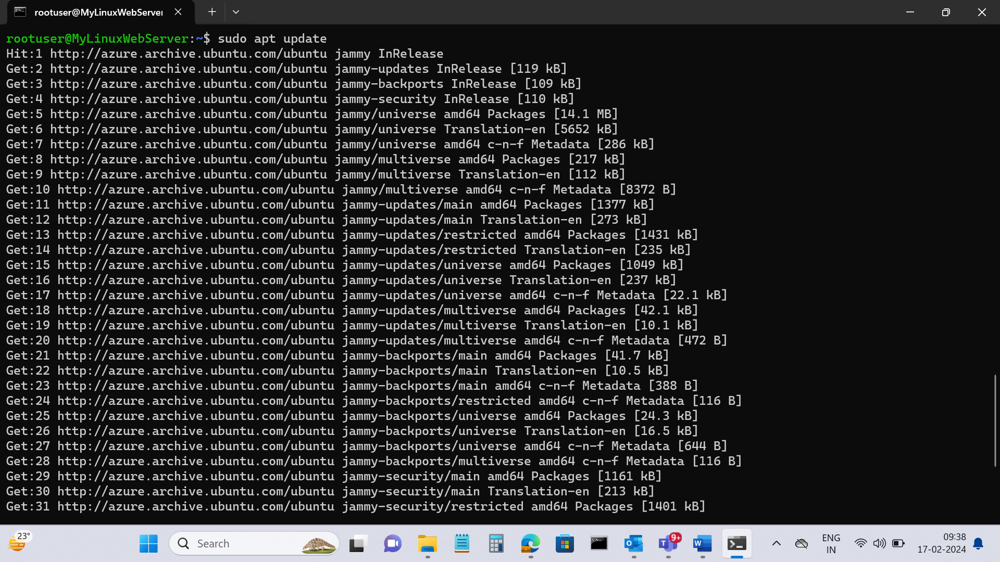 rootuser@MyLinuxWebServer
rootuser@MyLinuxWebServer:~$ sudo apt update
Hit:1 http://azure.archive.ubuntu.com/ubuntu jammy InRelease
Get:2 http://azure.archive.ubuntu.com/ubuntu jammy-updates InRelease [119 kB]
Get:3 http://azure.archive.ubuntu.com/ubuntu jammy-backports InRelease [109 kB]
Get:4 http://azure.archive.ubuntu.com/ubuntu jammy-security InRelease [110 kB]
Get:5 http://azure.archive.ubuntu.com/ubuntu jammy/universe amd64 Packages [14.1 MB]
Get:6 http://azure.archive.ubuntu.com/ubuntu jammy/universe Translation-en [5652 kB]
Get:7 http://azure.archive.ubuntu.com/ubuntu jammy/universe amd64 c-n-f Metadata [286 kB]
Get:8 http://azure.archive.ubuntu.com/ubuntu jammy/multiverse amd64 Packages [217 kB]
Get:9 http://azure.archive.ubuntu.com/ubuntu jammy/multiverse Translation-en [112 kB]
Get:10 http://azure.archive.ubuntu.com/ubuntu jammy/multiverse amd64 c-n-f Metadata [8372 B]
Get:11 http://azure.archive.ubuntu.com/ubuntu jammy-updates/main amd64 Packages [1377 kB]
Get:12 http://azure.archive.ubuntu.com/ubuntu jammy-updates/main Translation-en [273 kB]
Get:13 http://azure.archive.ubuntu.com/ubuntu jammy-updates/restricted amd64 Packages [1431 kB]
Get:14 http://azure.archive.ubuntu.com/ubuntu jammy-updates/restricted Translation-en [235 kB]
Get:15 http://azure.archive.ubuntu.com/ubuntu jammy-updates/universe amd64 Packages [1049 kB]
Get:16 http://azure.archive.ubuntu.com/ubuntu jammy-updates/universe Translation-en [237 kB]
Get:17 http://azure.archive.ubuntu.com/ubuntu jammy-updates/universe amd64 c-n-f Metadata [22.1 kB]
Get:18 http://azure.archive.ubuntu.com/ubuntu jammy-updates/multiverse amd64 Packages [42.1 kB]
Get:19 http://azure.archive.ubuntu.com/ubuntu jammy-updates/multiverse Translation-en [10.1 kB]
Get:20 http://azure.archive.ubuntu.com/ubuntu jammy-updates/multiverse amd64 c-n-f Metadata [472 B]
Get:21 http://azure.archive.ubuntu.com/ubuntu jammy-backports/main amd64 Packages [41.7 kB]
Get:22 http://azure.archive.ubuntu.com/ubuntu jammy-backports/main Translation-en [10.5 kB]
Get:23 http://azure.archive.ubuntu.com/ubuntu jammy-backports/main amd64 c-n-f Metadata [388 B]
Get:24 http://azure.archive.ubuntu.com/ubuntu jammy-backports/restricted amd64 c-n-f Metadata [116 B]
Get:25 http://azure.archive.ubuntu.com/ubuntu jammy-backports/universe amd64 Packages [24.3 kB]
Get:26 http://azure.archive.ubuntu.com/ubuntu jammy-backports/universe Translation-en [16.5 kB]
Get:27 http://azure.archive.ubuntu.com/ubuntu jammy-backports/universe amd64 c-n-f Metadata [644 B]
Get:28 http://azure.archive.ubuntu.com/ubuntu jammy-backports/multiverse amd64 c-n-f Metadata [116 B]
Get:29 http://azure.archive.ubuntu.com/ubuntu jammy-security/main amd64 Packages [1161 kB]
Get:30 http://azure.archive.ubuntu.com/ubuntu jammy-security/main Translation-en [213 kB]
Get:31 http://azure.archive.ubuntu.com/ubuntu jammy-security/restricted amd64 Packages [1401 kB]
23°
Search
9+
ENG
IN
09:38
17-02-2024